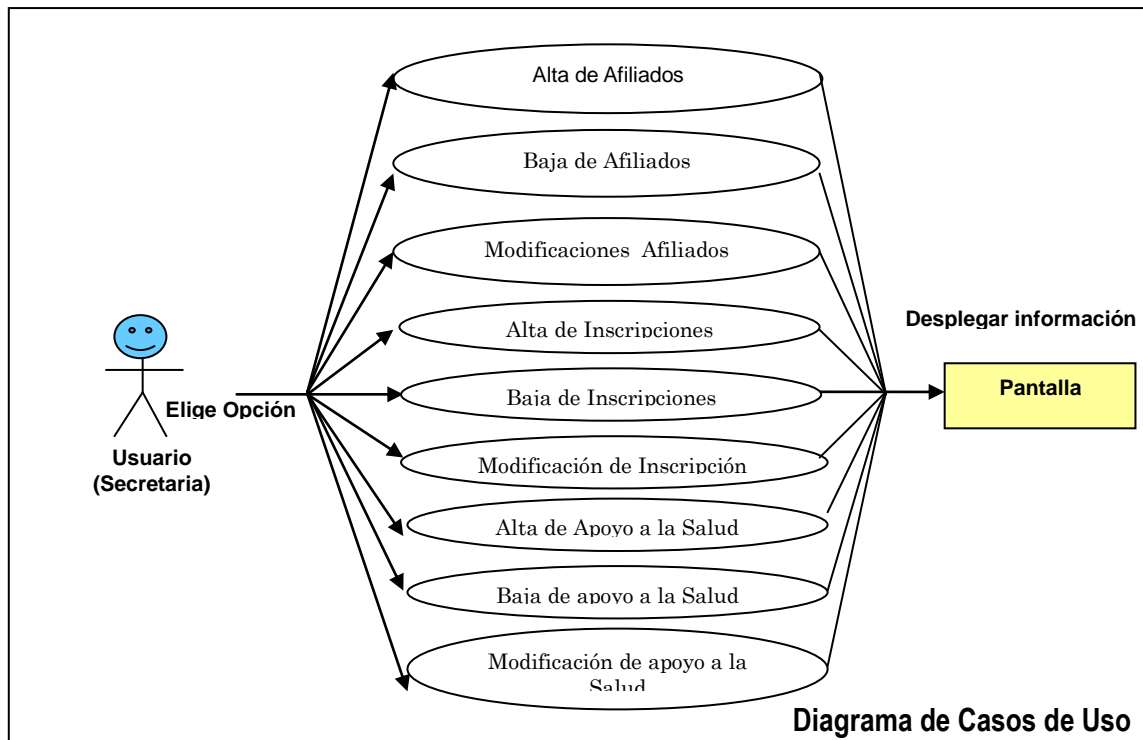 Alta de Afiliados
Baja de Afiliados
Modificaciones Afiliados
Alta de Inscripciones
Baja de Inscripciones
Modificación de Inscripción
Alta de Apoyo a la Salud
Baja de apoyo a la Salud
Modificación de apoyo a la
Salud
Elige Opción
Usuario
(Secretaria)
Desplegar información
Pantalla
Diagrama de Casos de Uso